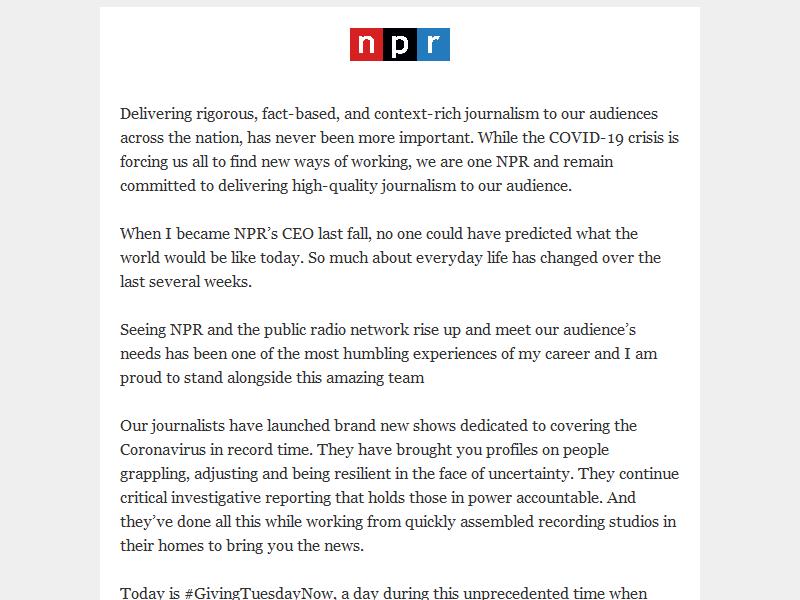 npr
Delivering rigorous, fact-based, and context-rich journalism to our audiences
across the nation, has never been more important. While the COVID-19 crisis is
forcing us all to find new ways of working, we are one NPR and remain
committed to delivering high-quality journalism to our audience.
When I became NPR’s CEO last fall, no one could have predicted what the
world would be like today. So much about everyday life has changed over the
last several weeks.
Seeing NPR and the public radio network rise up and meet our audience’s
needs has been one of the most humbling experiences of my career and I am
proud to stand alongside this amazing team
Our journalists have launched brand new shows dedicated to covering the
Coronavirus in record time. They have brought you profiles on people
grappling, adjusting and being resilient in the face of uncertainty. They continue
critical investigative reporting that holds those in power accountable. And
they’ve done all this while working from quickly assembled recording studios in
their homes to bring you the news.
Today is #GivingTuesdayNow, a day during this unprecedented time when